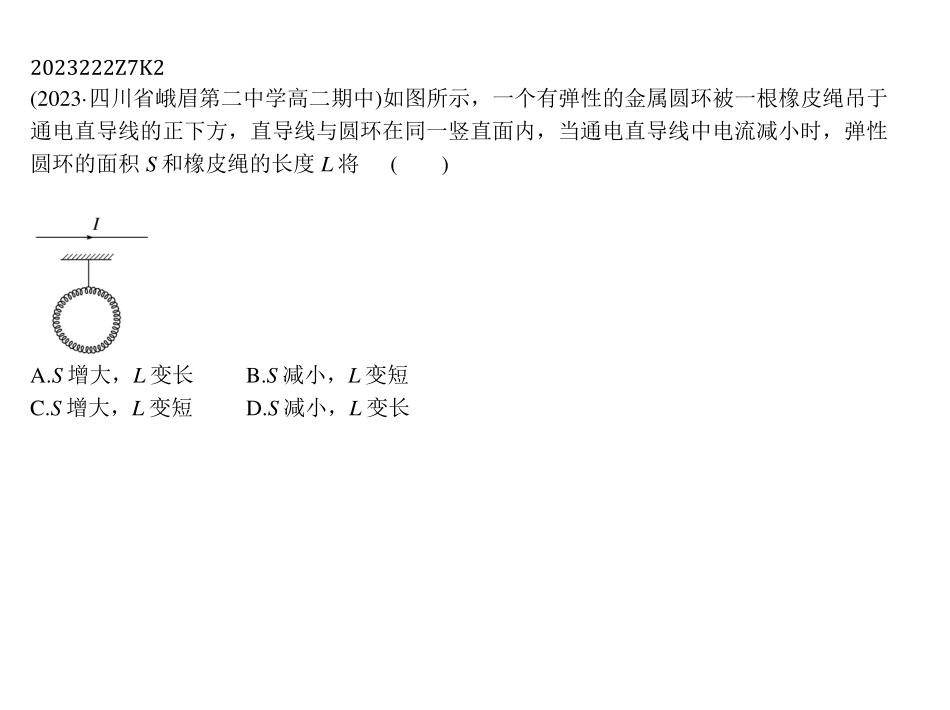 2023222Z7K2
(2023·四川省峨眉第二中学高二期中)如图所示，一个有弹性的金属圆环被一根橡皮绳吊于
通电直导线的正下方，直导线与圆环在同一竖直面内，当通电直导线中电流减小时，弹性
圆环的面积 S 和橡皮绳的长度 L 将　(　　)
I
A.S 增大，L 变长　　B.S 减小，L 变短
C.S 增大，L 变短　　D.S 减小，L 变长